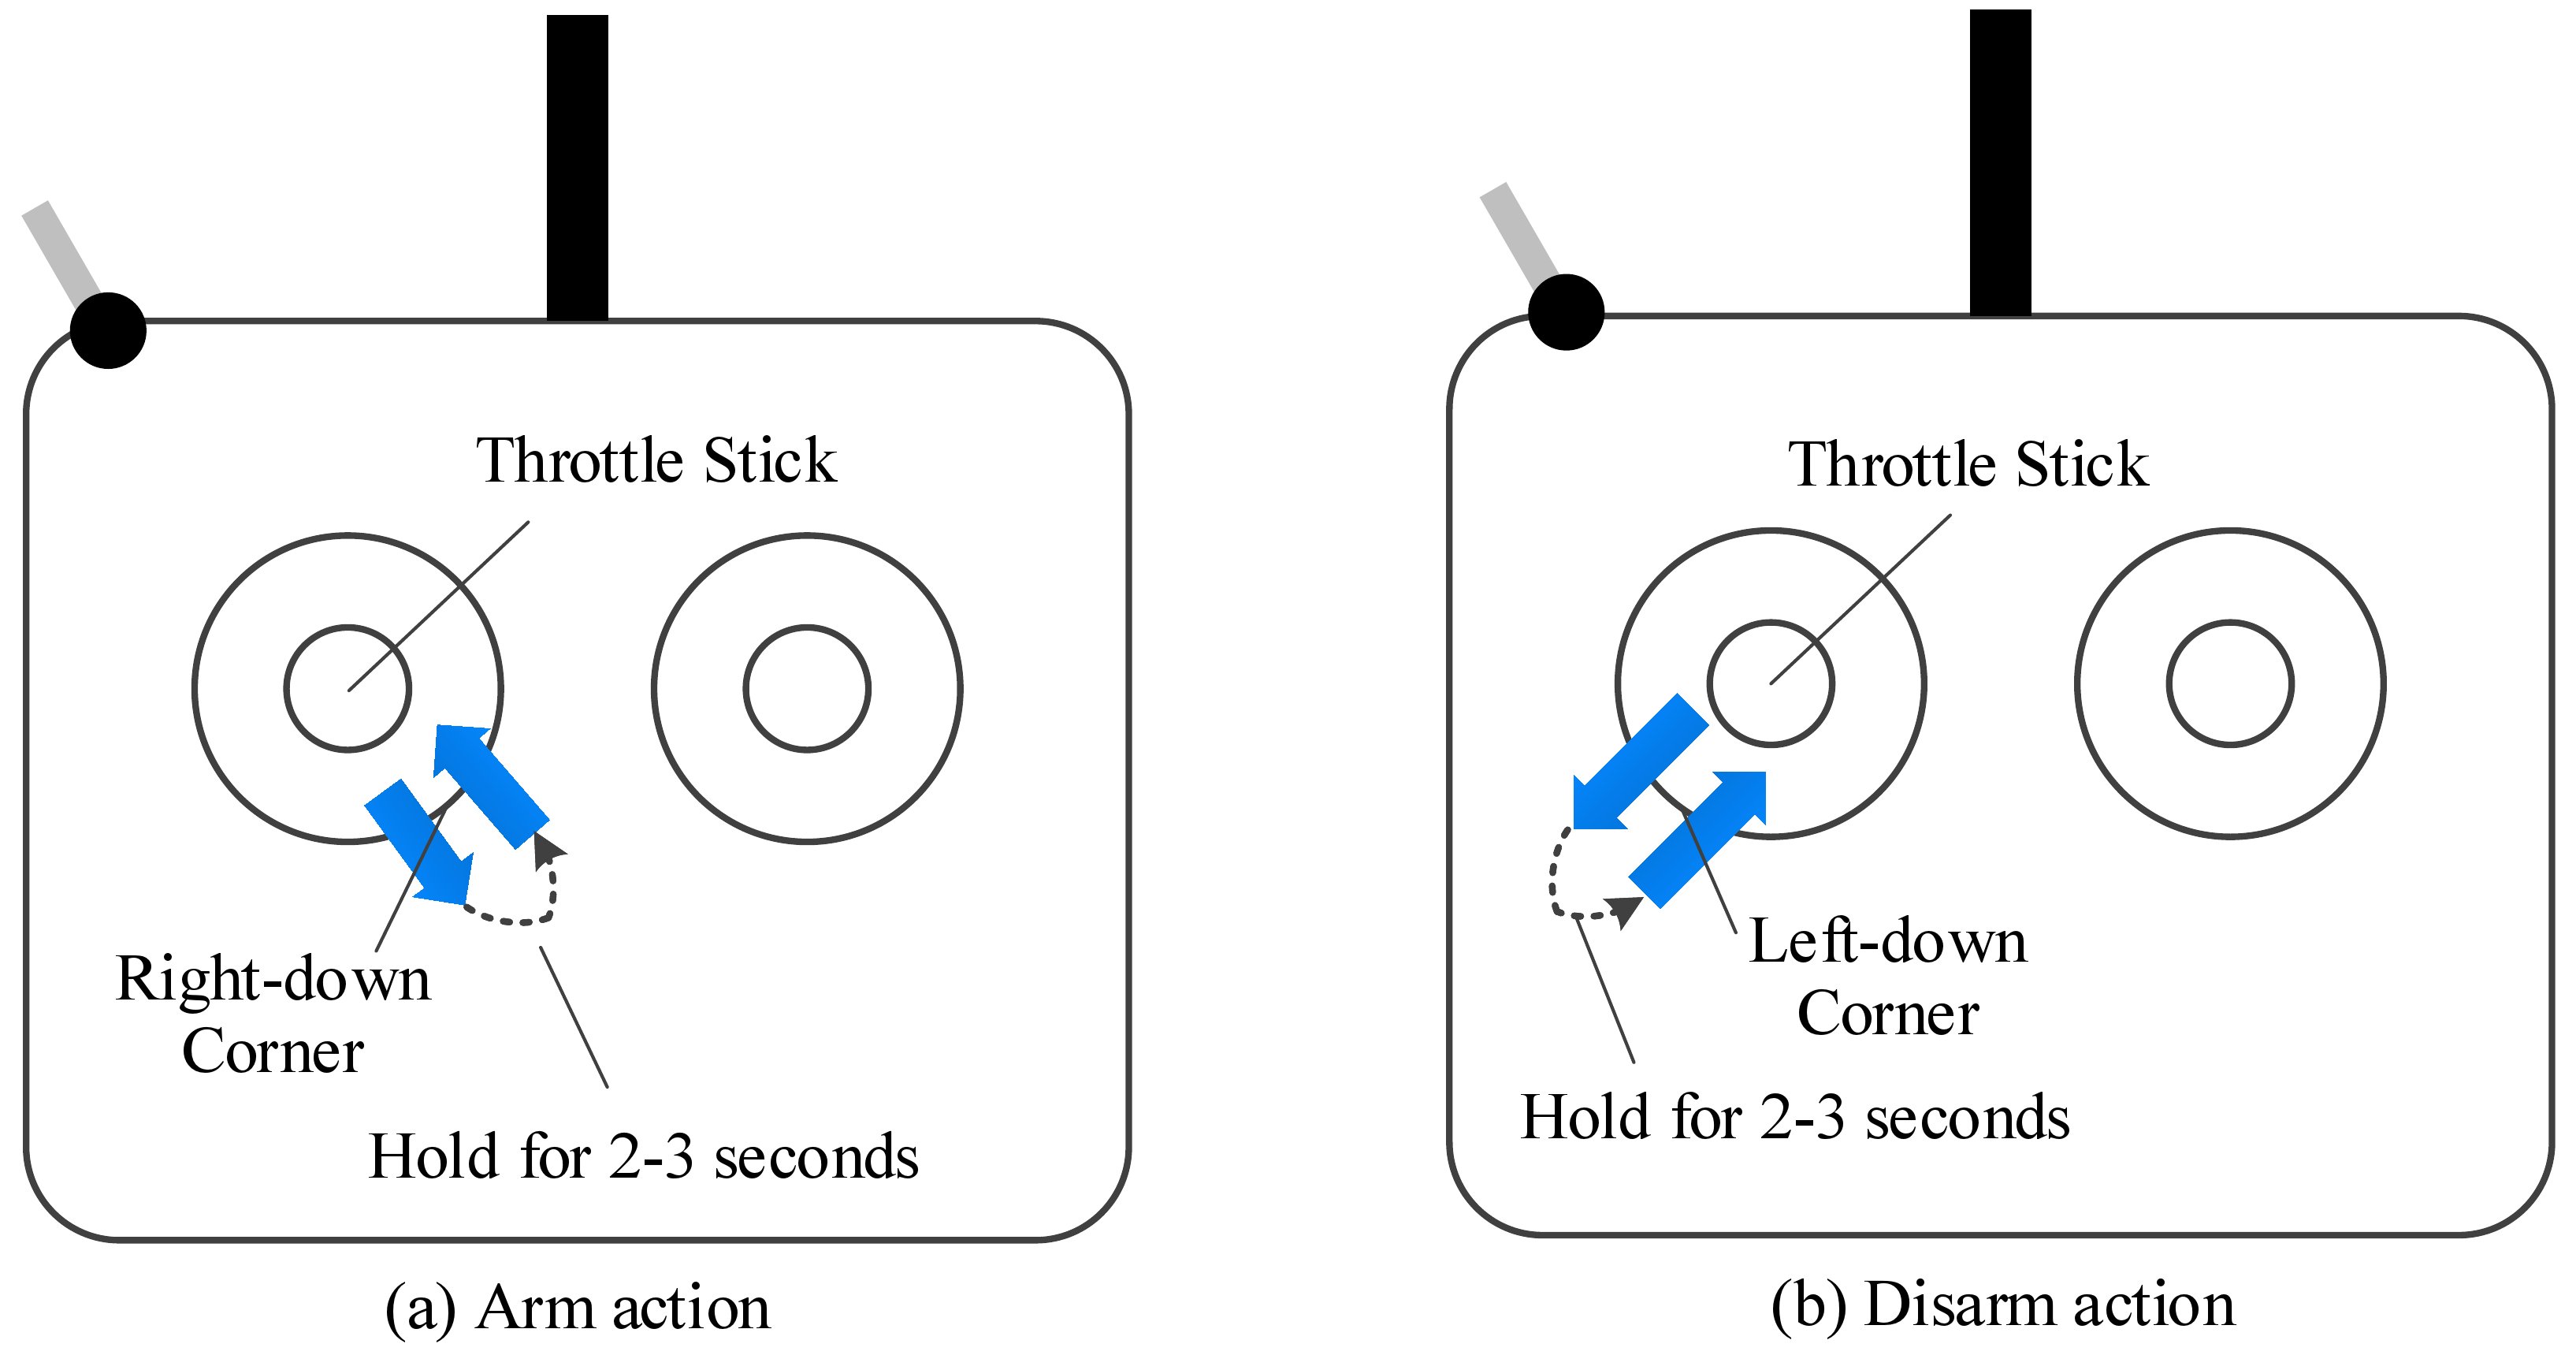 Throttle Stick
Right-down
Corner
Hold for 2-3 seconds
(a) Arm action
Throttle Stick
Left-down
Corner
Hold for 2-3 seconds
(b) Disarm action